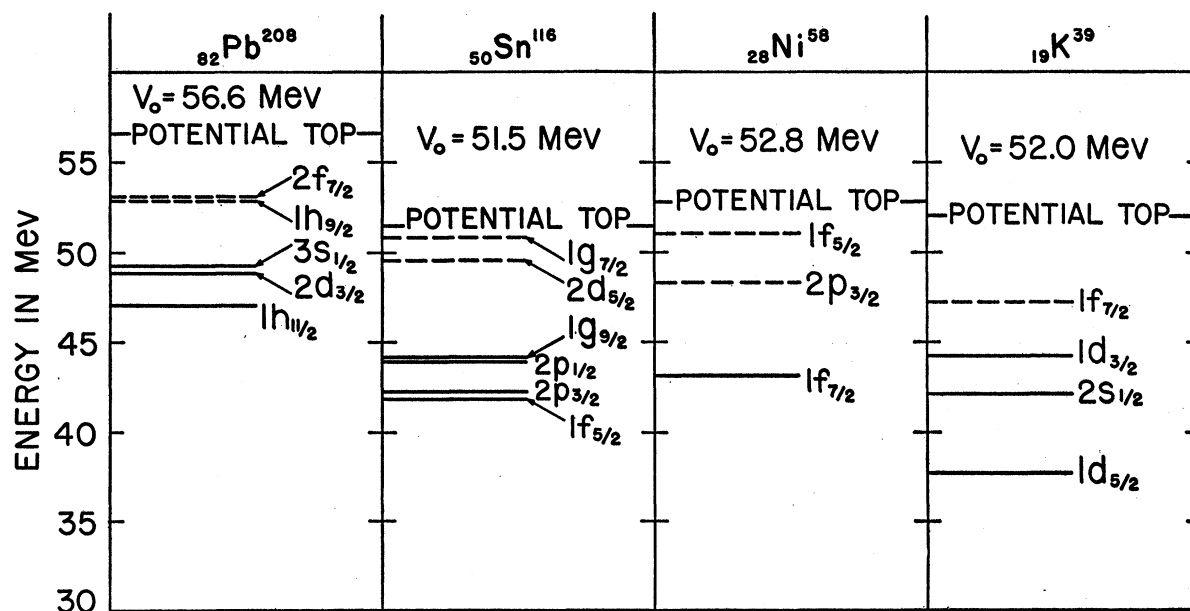 ₈₂Pb²⁰⁸
₅₀Sn¹¹⁶
₂₈Ni⁵⁸
₁₉K³⁹
V₀=56.6 Mev
POTENTIAL TOP
2f₇/₂
1h₉/₂
3s₁/₂
2d₃/₂
1h₁₁/₂
V₀=51.5 Mev
POTENTIAL TOP
1g₇/₂
2d₅/₂
1g₉/₂
2p₁/₂
2p₃/₂
1f₅/₂
V₀=52.8 Mev
POTENTIAL TOP
1f₅/₂
2p₃/₂
1f₇/₂
V₀=52.0 Mev
POTENTIAL TOP
1f₇/₂
1d₃/₂
2s₁/₂
1d₅/₂
ENERGY IN Mev
55
50
45
40
35
30